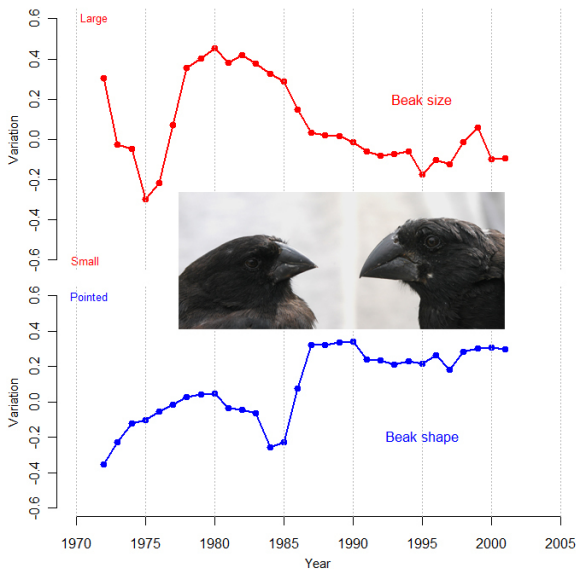 Large
0.6
0.4
0.2
0.0
-0.2
-0.4
-0.6
Variation
Beak size
Small
Pointed
0.6
0.4
0.2
0.0
-0.2
-0.4
-0.6
Variation
Beak shape
1970 1975 1980 1985 1990 1995 2000 2005
Year